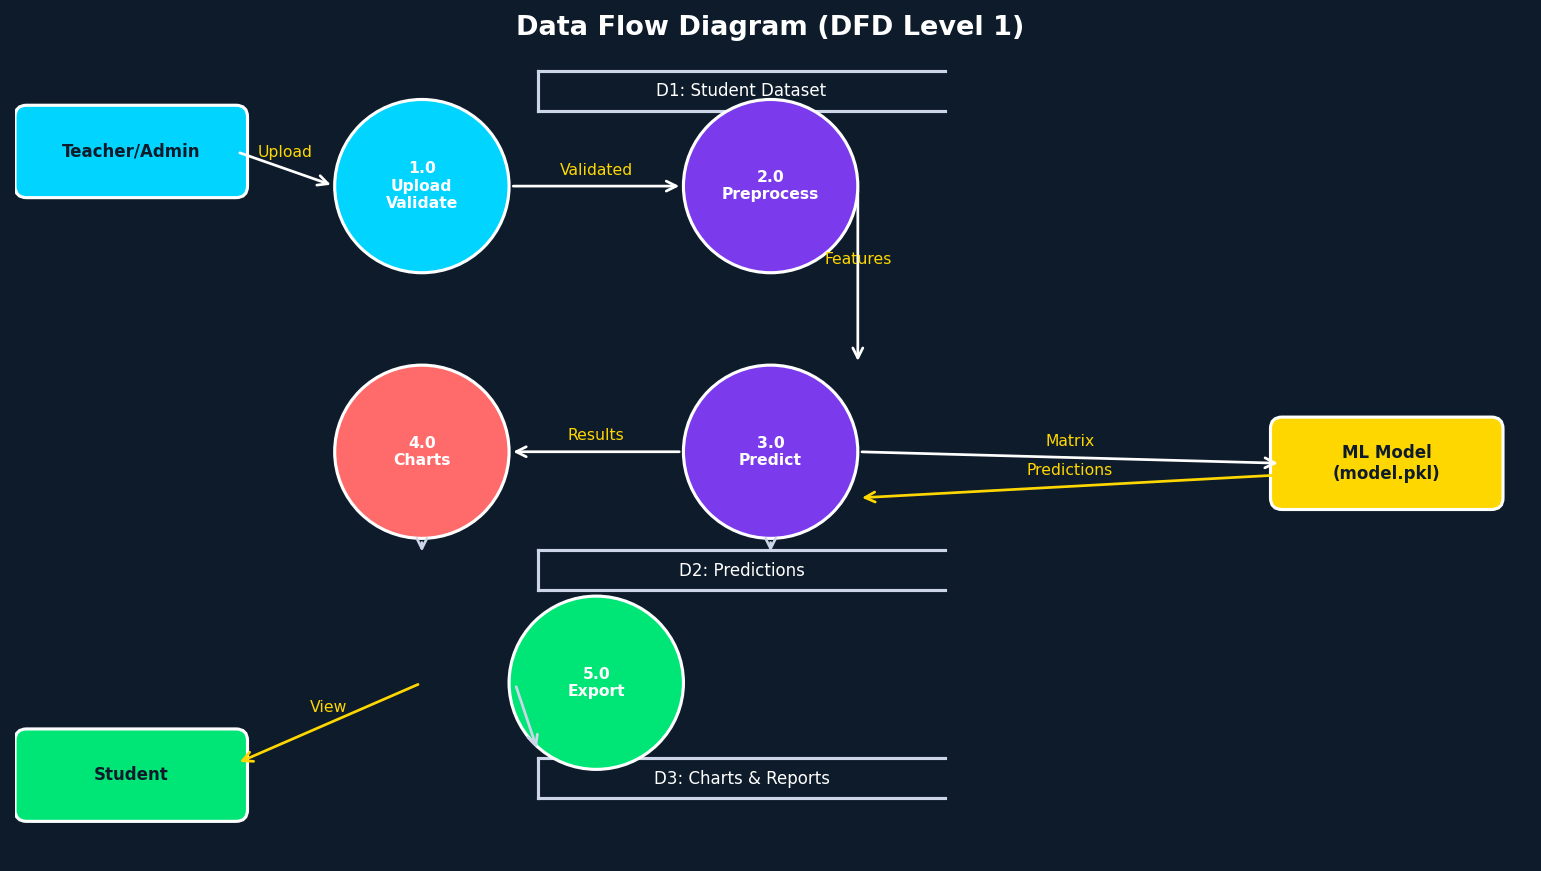 Data Flow Diagram (DFD Level 1)
D1: Student Dataset
Teacher/Admin
Upload
1.0
Upload
Validate
Validated
2.0
Preprocess
Features
4.0
Charts
Results
3.0
Predict
Matrix
Predictions
ML Model
(model.pkl)
D2: Predictions
5.0
Export
View
Student
D3: Charts & Reports